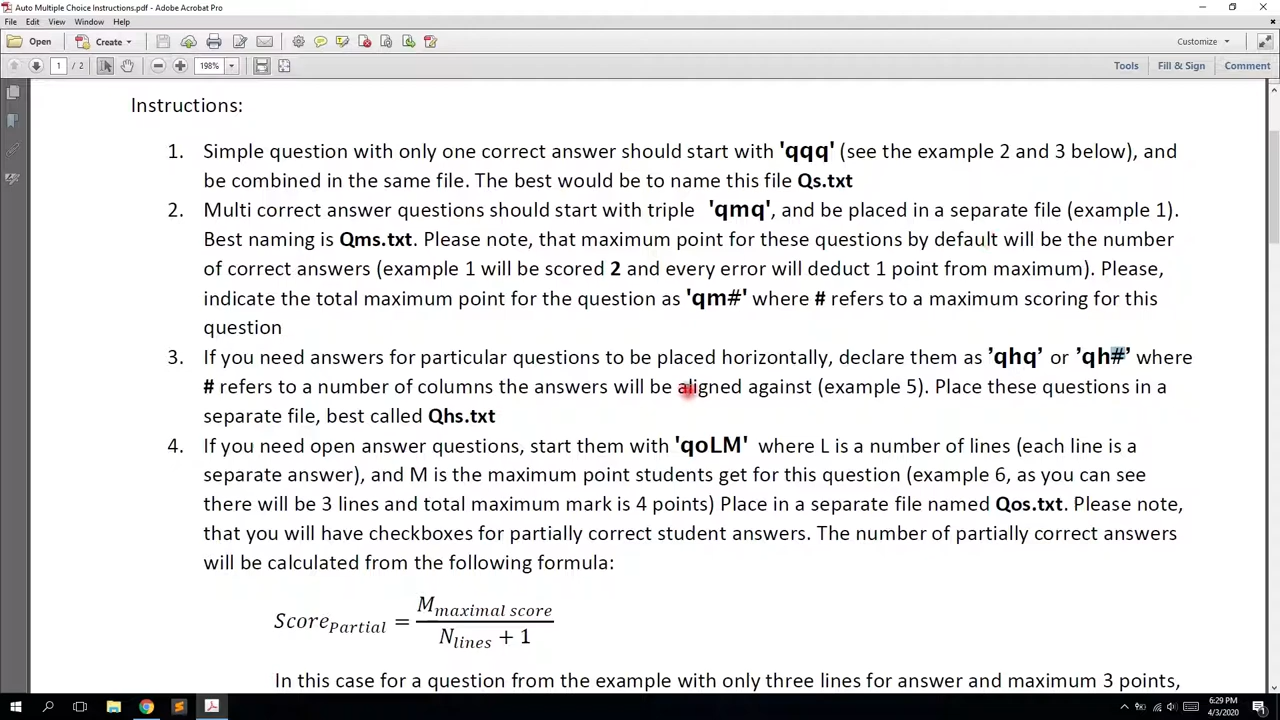 Auto Multiple Choice Instructions.pdf - Adobe Acrobat Pro
File Edit View Window Help
Open Create Customize
1 / 2 198% Tools Fill & Sign Comment
Instructions:
1. Simple question with only one correct answer should start with 'qqq' (see the example 2 and 3 below), and
be combined in the same file. The best would be to name this file Qs.txt
2. Multi correct answer questions should start with triple 'qmq', and be placed in a separate file (example 1).
Best naming is Qms.txt. Please note, that maximum point for these questions by default will be the number
of correct answers (example 1 will be scored 2 and every error will deduct 1 point from maximum). Please,
indicate the total maximum point for the question as 'qm#' where # refers to a maximum scoring for this
question
3. If you need answers for particular questions to be placed horizontally, declare them as ’qhq’ or ’qh#’ where
# refers to a number of columns the answers will be aligned against (example 5). Place these questions in a
separate file, best called Qhs.txt
4. If you need open answer questions, start them with 'qoLM' where L is a number of lines (each line is a
separate answer), and M is the maximum point students get for this question (example 6, as you can see
there will be 3 lines and total maximum mark is 4 points) Place in a separate file named Qos.txt. Please note,
that you will have checkboxes for partially correct student answers. The number of partially correct answers
will be calculated from the following formula:
Score_Partial = M_maximal score / N_lines + 1
In this case for a question from the example with only three lines for answer and maximum 3 points,
6:29 PM
4/3/2020